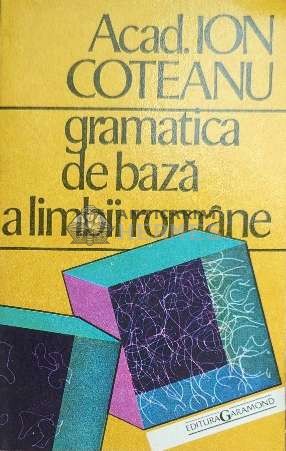 Acad. ION
COTEANU
gramatica
de bază
a limbii române
EDITURA GARAMOND